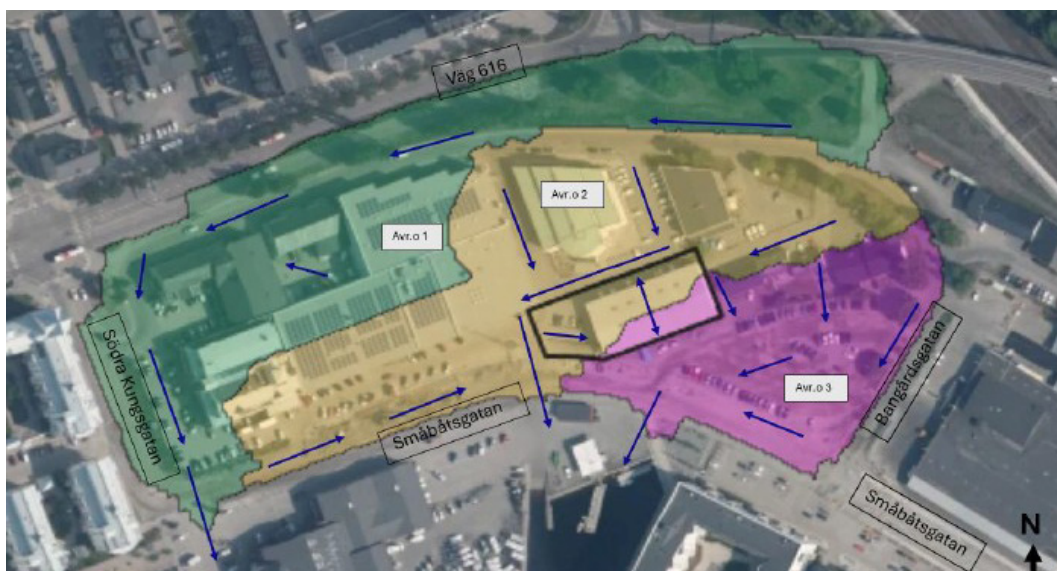 Väg 616
Avr.o 2
Avr.o 1
Södra Kungsgatan
Småbåtsgatan
Avr.o 3
Bangårdsgatan
Småbåtsgatan
N